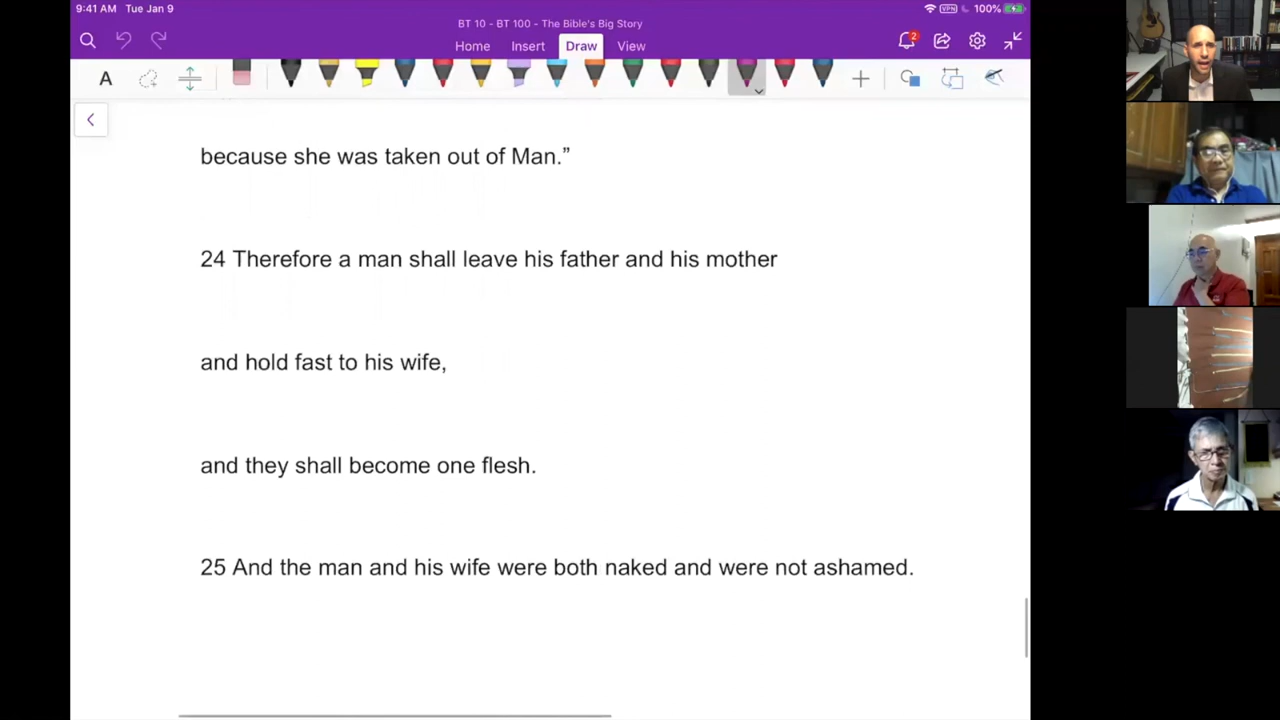 9:41 AM Tue Jan 9
VPN 100%
BT 10 - BT 100 - The Bible's Big Story
Home Insert Draw View
2
A
because she was taken out of Man.”
24 Therefore a man shall leave his father and his mother
and hold fast to his wife,
and they shall become one flesh.
25 And the man and his wife were both naked and were not ashamed.